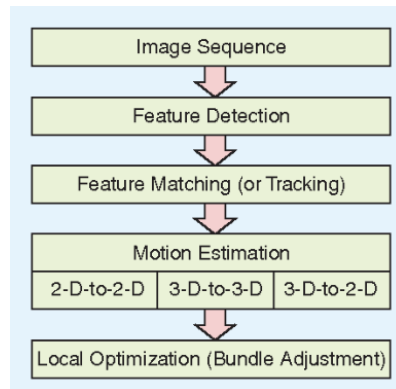 Image Sequence
Feature Detection
Feature Matching (or Tracking)
Motion Estimation
2-D-to-2-D 3-D-to-3-D 3-D-to-2-D
Local Optimization (Bundle Adjustment)